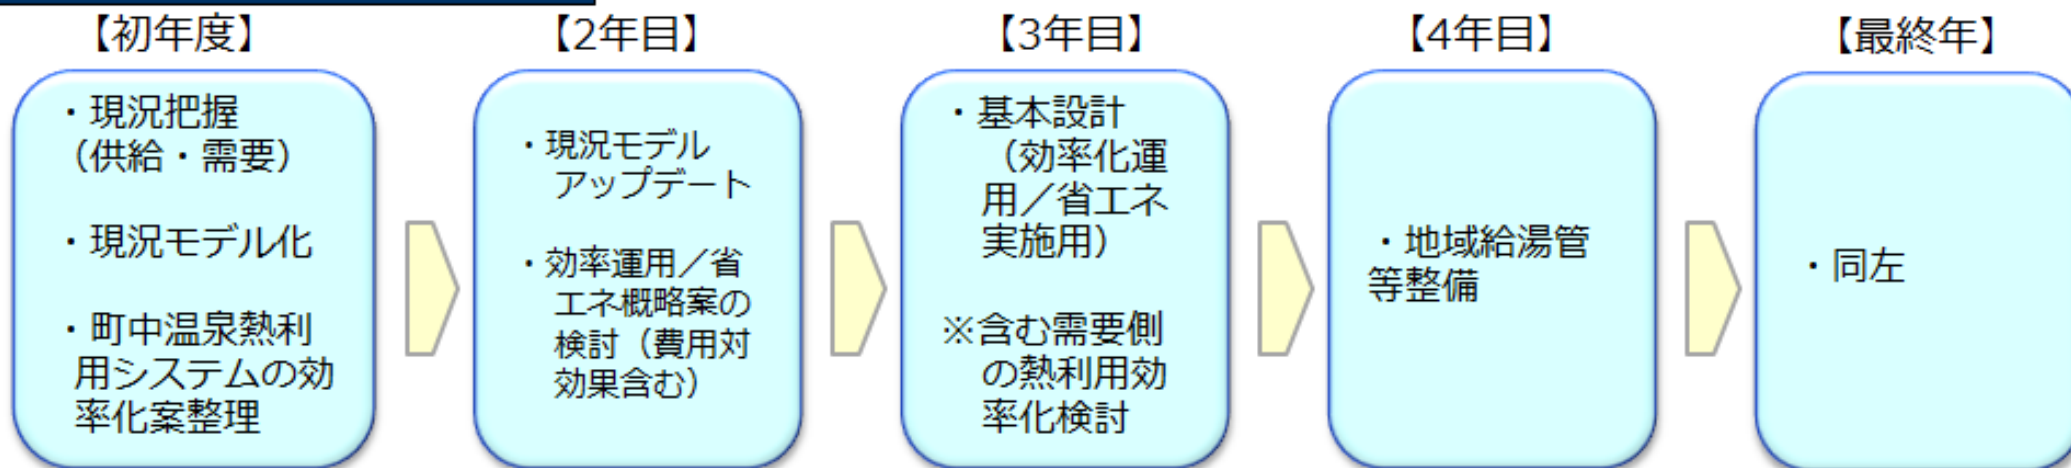 【初年度】
・現況把握
(供給・需要)
・現況モデル化
・町中温泉熱利
用システムの効
率化案整理
【2年目】
・現況モデル
アップデート
・効率運用／省
エネ概略案の
検討（費用対
効果含む）
【3年目】
・基本設計
（効率化運
用／省エネ
実施用）
※含む需要側
の熱利用効
率化検討
【4年目】
・地域給湯管
等整備
【最終年】
・同左